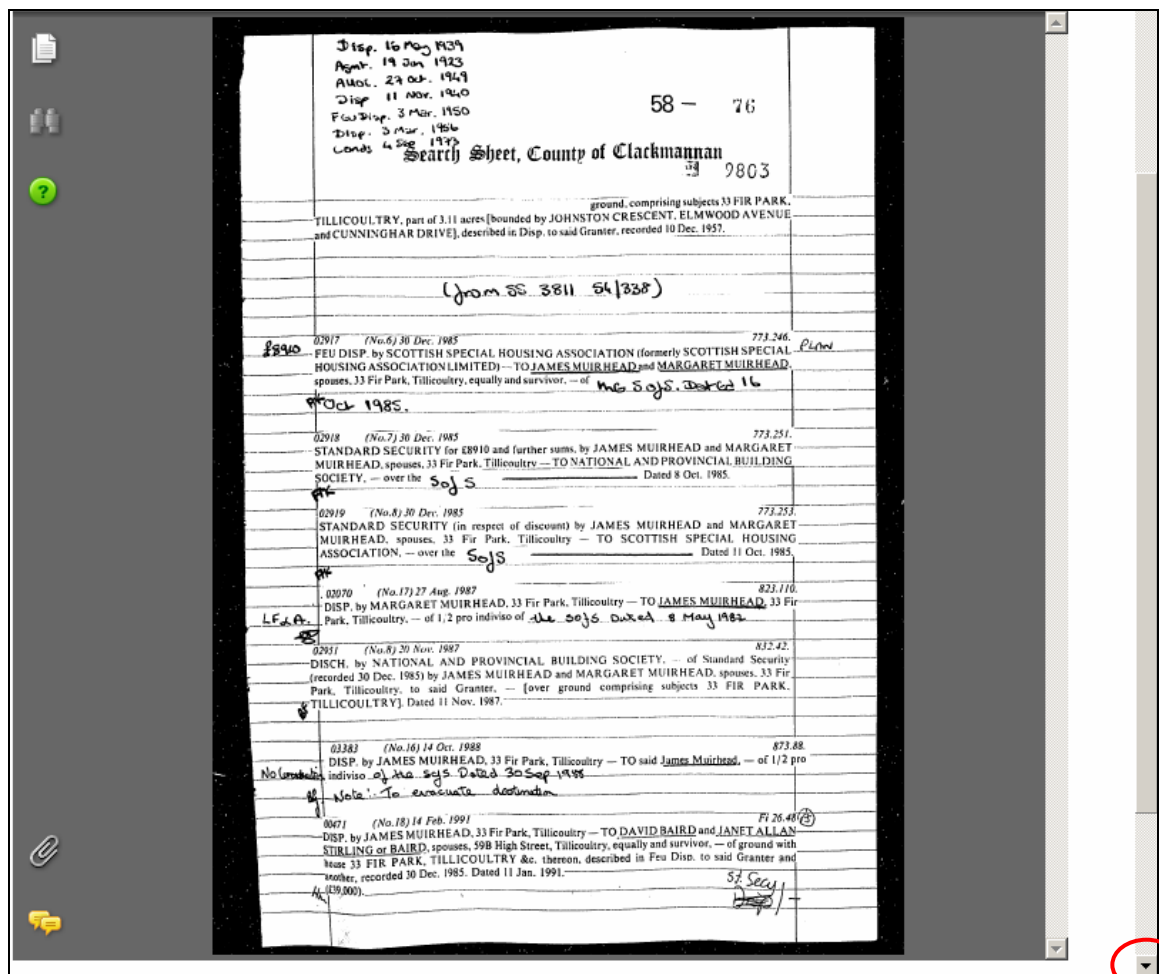 Disp. 16 May 1939
Agmt. 19 Jan 1923
Alloc. 27 Oct. 1949
Disp 11 Nov. 1940
Feu Disp. 3 Mar. 1950
Disp. 3 Mar. 1956
Conds 4 Sep 1973
58 — 76
Search Sheet, County of Clackmannan
9803
ground, comprising subjects 33 FIR PARK,
TILLICOULTRY, part of 3.11 acres [bounded by JOHNSTON CRESCENT, ELMWOOD AVENUE
and CUNNINGHAR DRIVE], described in Disp. to said Granter, recorded 10 Dec. 1957.
(from SS 3811 54/338)
02917 (No.6) 30 Dec. 1985 773.246.
£8910 FEU DISP. by SCOTTISH SPECIAL HOUSING ASSOCIATION (formerly SCOTTISH SPECIAL PLAN
HOUSING ASSOCIATION LIMITED) — TO JAMES MUIRHEAD and MARGARET MUIRHEAD,
spouses, 33 Fir Park, Tillicoultry, equally and survivor, — of the S of S. Dated 16
Oct 1985.
02918 (No.7) 30 Dec. 1985 773.251.
STANDARD SECURITY for £8910 and further sums, by JAMES MUIRHEAD and MARGARET
MUIRHEAD, spouses, 33 Fir Park, Tillicoultry — TO NATIONAL AND PROVINCIAL BUILDING
SOCIETY, — over the S of S Dated 8 Oct. 1985.
02919 (No.8) 30 Dec. 1985 773.253.
STANDARD SECURITY (in respect of discount) by JAMES MUIRHEAD and MARGARET
MUIRHEAD, spouses, 33 Fir Park, Tillicoultry — TO SCOTTISH SPECIAL HOUSING
ASSOCIATION, — over the S of S Dated 11 Oct. 1985.
02070 (No.17) 27 Aug. 1987 823.110.
DISP. by MARGARET MUIRHEAD, 33 Fir Park, Tillicoultry — TO JAMES MUIRHEAD, 33 Fir
LF&A. Park, Tillicoultry, — of 1/2 pro indiviso of the S of S Dated 8 May 1987
02951 (No.8) 20 Nov. 1987 832.42.
DISCH. by NATIONAL AND PROVINCIAL BUILDING SOCIETY, — of Standard Security
(recorded 30 Dec. 1985) by JAMES MUIRHEAD and MARGARET MUIRHEAD, spouses, 33 Fir
Park, Tillicoultry, to said Granter, — [over ground comprising subjects 33 FIR PARK,
TILLICOULTRY]. Dated 11 Nov. 1987.
03383 (No.16) 14 Oct. 1988 873.88.
DISP. by JAMES MUIRHEAD, 33 Fir Park, Tillicoultry — TO said James Muirhead, — of 1/2 pro
No Consideration indiviso of the S of S Dated 30 Sep 1988
Note:- To evacuate destination
00471 (No.18) 14 Feb. 1991 Fi 26.48
DISP. by JAMES MUIRHEAD, 33 Fir Park, Tillicoultry — TO DAVID BAIRD and JANET ALLAN
STIRLING or BAIRD, spouses, 59B High Street, Tillicoultry, equally and survivor, — of ground with
house 33 FIR PARK, TILLICOULTRY &c. thereon, described in Feu Disp. to said Granter and
another, recorded 30 Dec. 1985. Dated 11 Jan. 1991.
(£39,000).
St. Secy